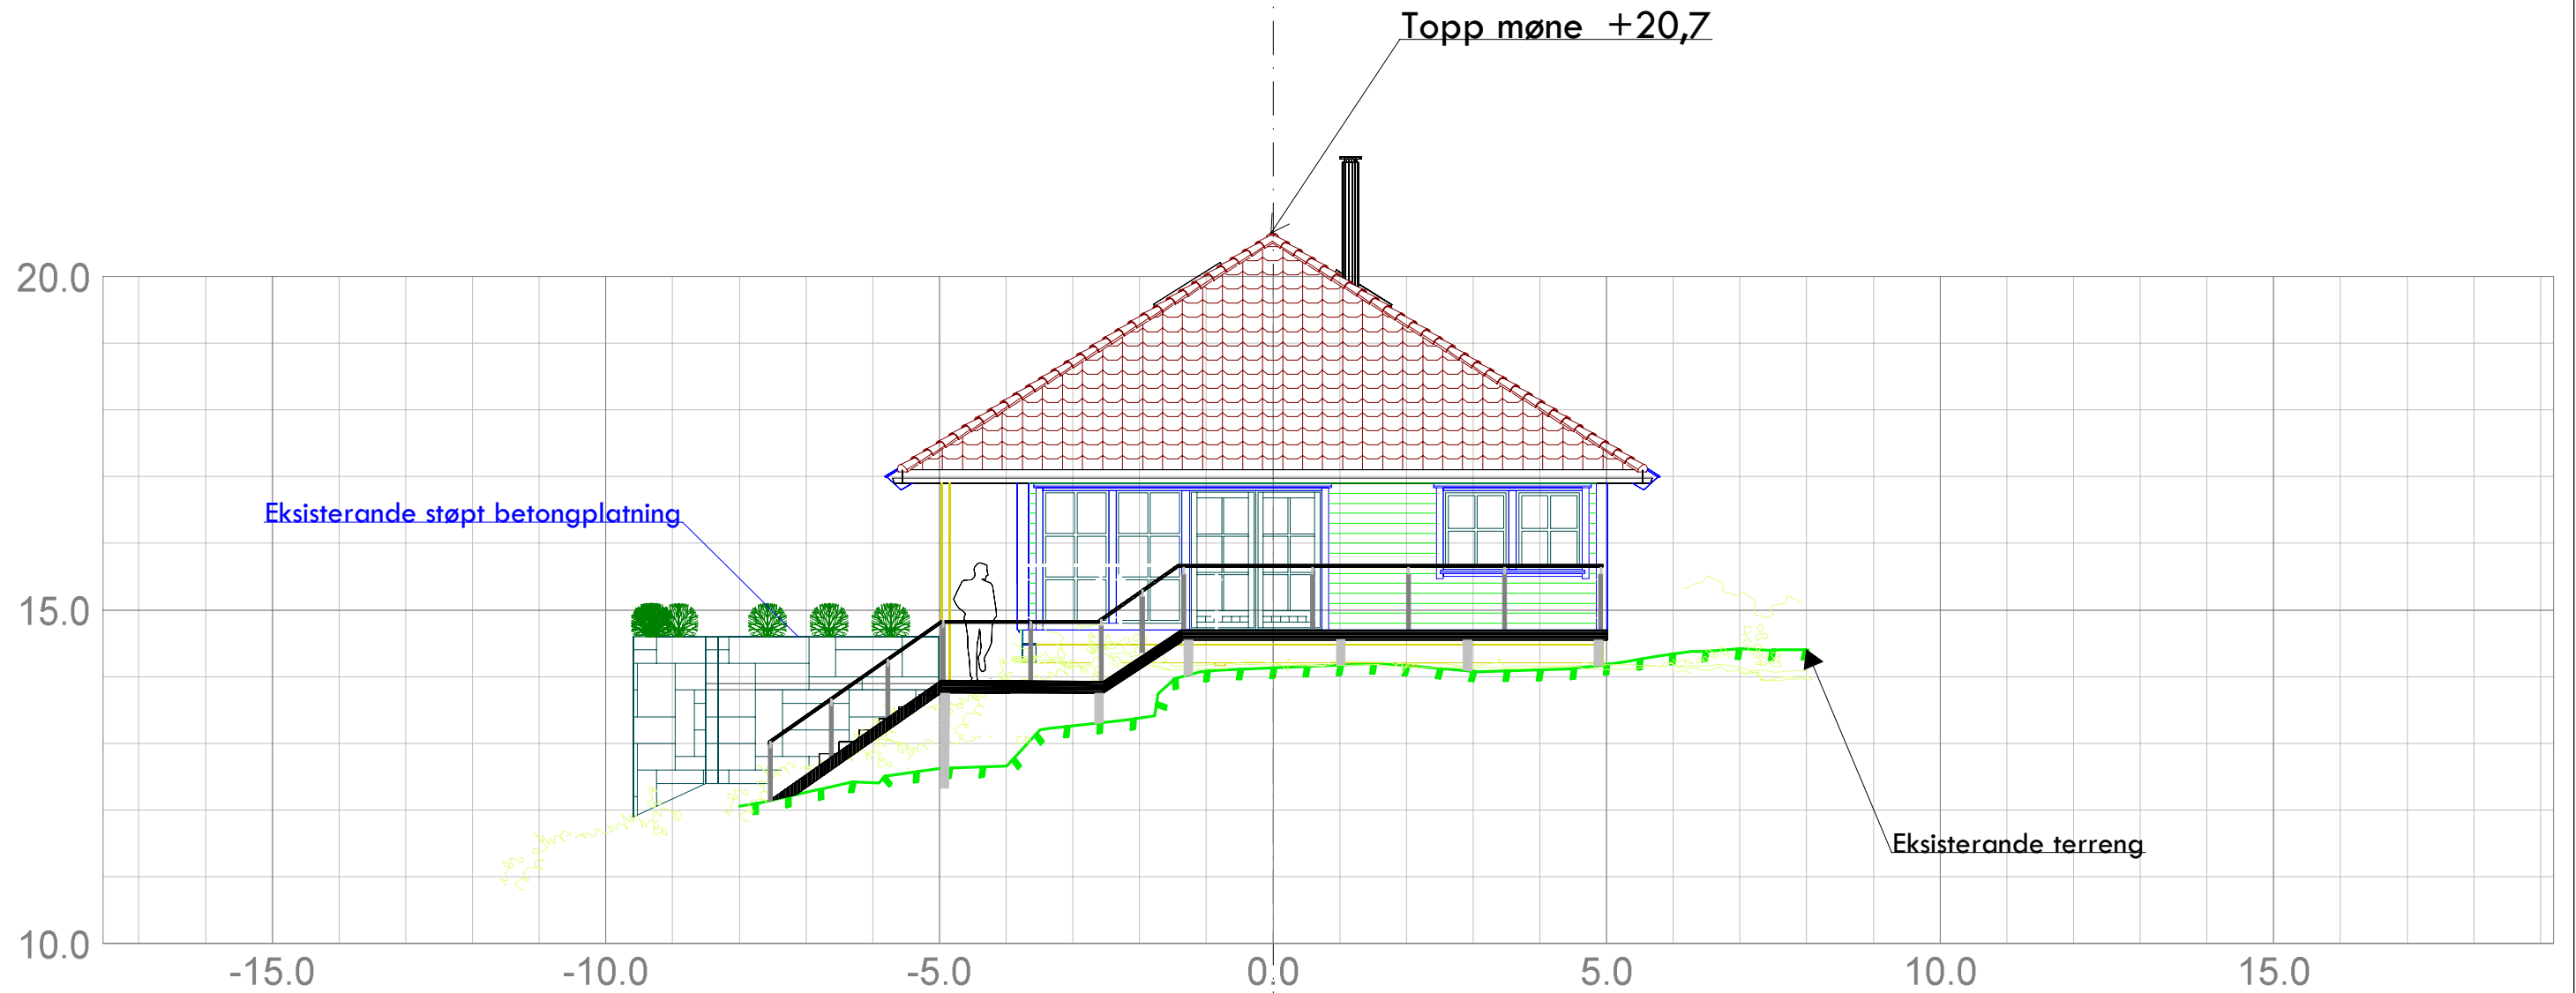 Topp møne +20,7
20.0
Eksisterande støpt betongplatning
15.0
Eksisterande terreng
10.0
-15.0 -10.0 -5.0 0.0 5.0 10.0 15.0